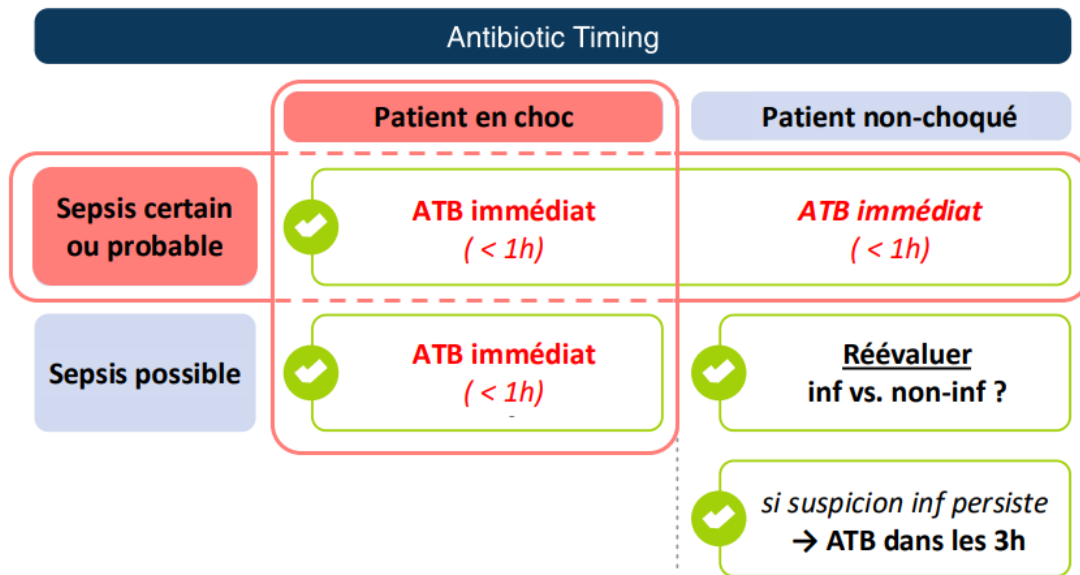 Antibiotic Timing
Patient en choc
Patient non-choqué
Sepsis certain
ou probable
ATB immédiat
( < 1h)
ATB immédiat
( < 1h)
Sepsis possible
ATB immédiat
( < 1h)
Réévaluer
inf vs. non-inf ?
si suspicion inf persiste
→ ATB dans les 3h